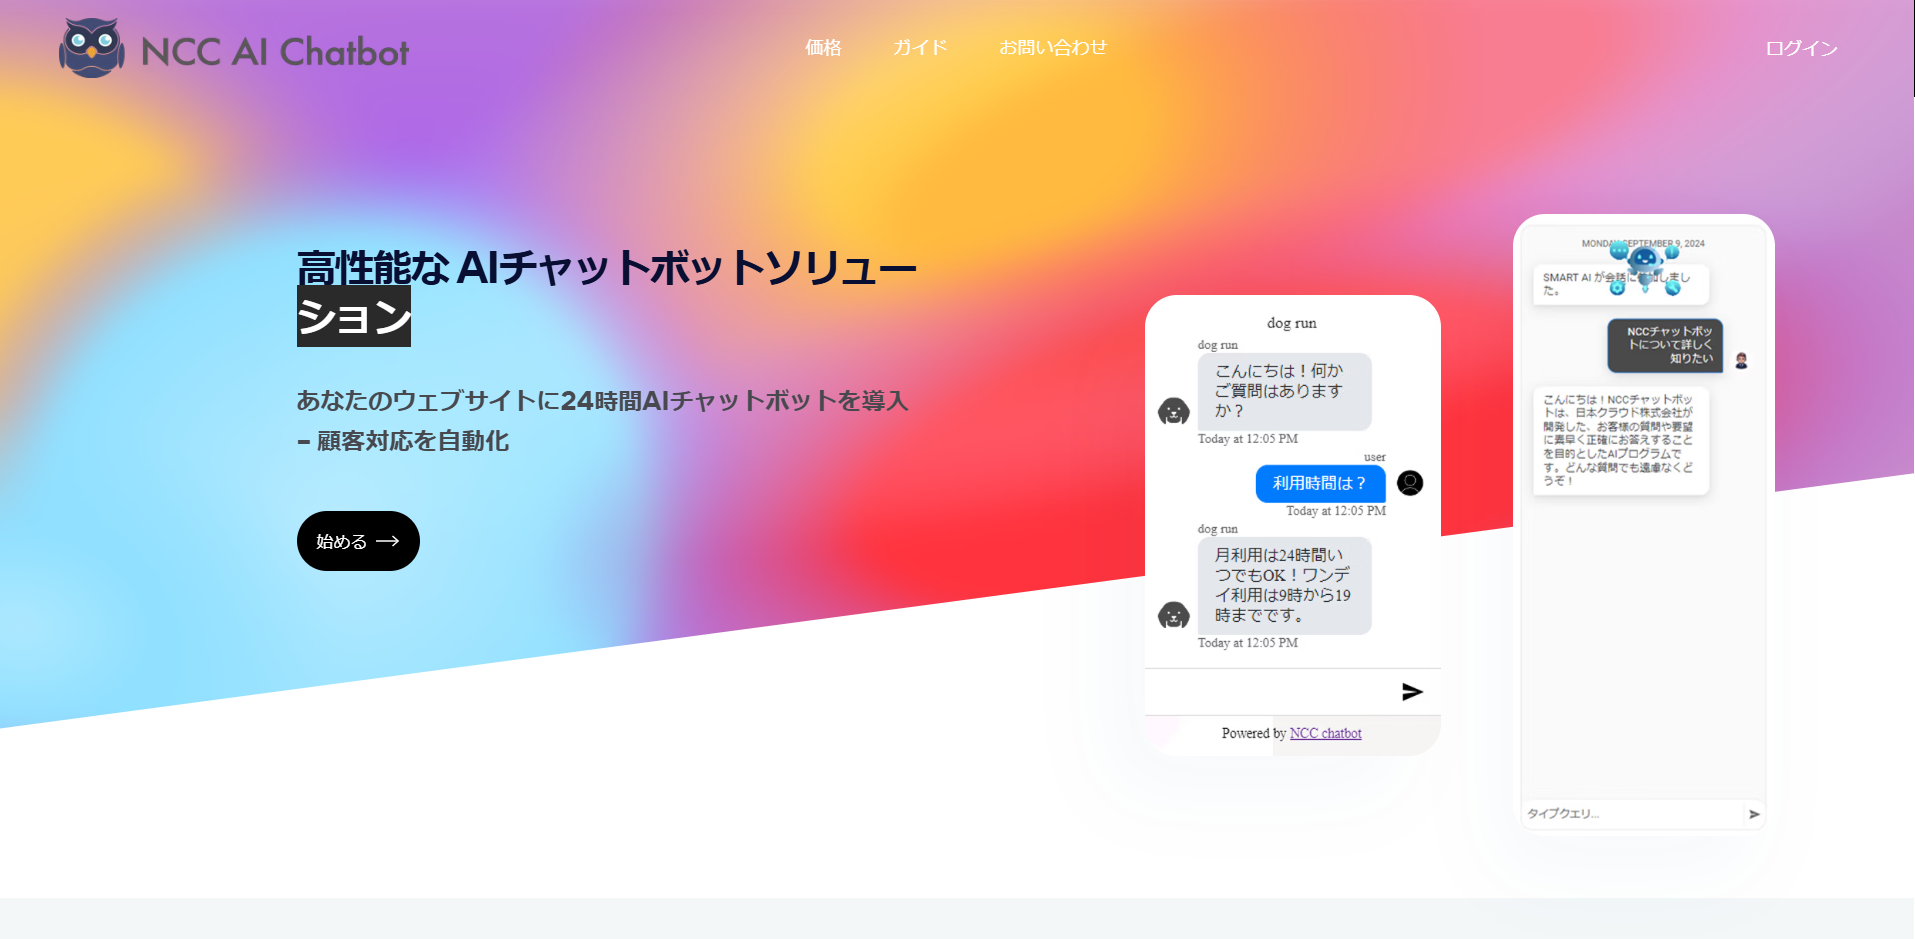 NCC AI Chatbot
価格
ガイド
お問い合わせ
ログイン
高性能な AIチャットボットソリュー
ション
あなたのウェブサイトに24時間AIチャットボットを導入
– 顧客対応を自動化
始める
dog run
dog run
こんにちは！何か
ご質問はあります
か？
Today at 12:05 PM
user
利用時間は？
Today at 12:05 PM
dog run
月利用は24時間い
つでもOK！ワンデ
イ利用は9時から19
時までです。
Today at 12:05 PM
Powered by NCC chatbot
MONDAY, SEPTEMBER 9, 2024
SMART AI が会話に参加しまし
た。
NCCチャットボッ
トについて詳しく
知りたい
こんにちは！NCCチャットボッ
トは、日本クラウド株式会社が
開発した、お客様の質問や要望
に素早く正確にお答えすること
を目的としたAIプログラムで
す。どんな質問でも遠慮なくど
うぞ！
タイプクエリ...